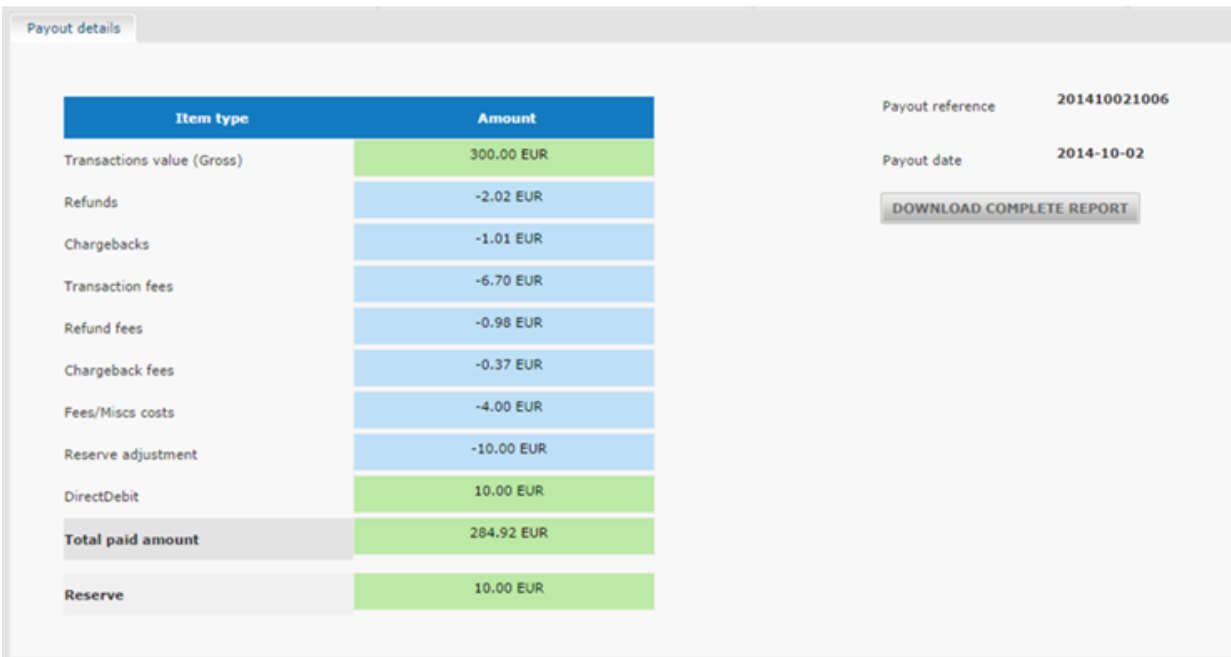 Payout details
Item type Amount
Transactions value (Gross) 300.00 EUR
Refunds -2.02 EUR
Chargebacks -1.01 EUR
Transaction fees -6.70 EUR
Refund fees -0.98 EUR
Chargeback fees -0.37 EUR
Fees/Miscs costs -4.00 EUR
Reserve adjustment -10.00 EUR
DirectDebit 10.00 EUR
Total paid amount 284.92 EUR
Reserve 10.00 EUR
Payout reference 201410021006
Payout date 2014-10-02
DOWNLOAD COMPLETE REPORT